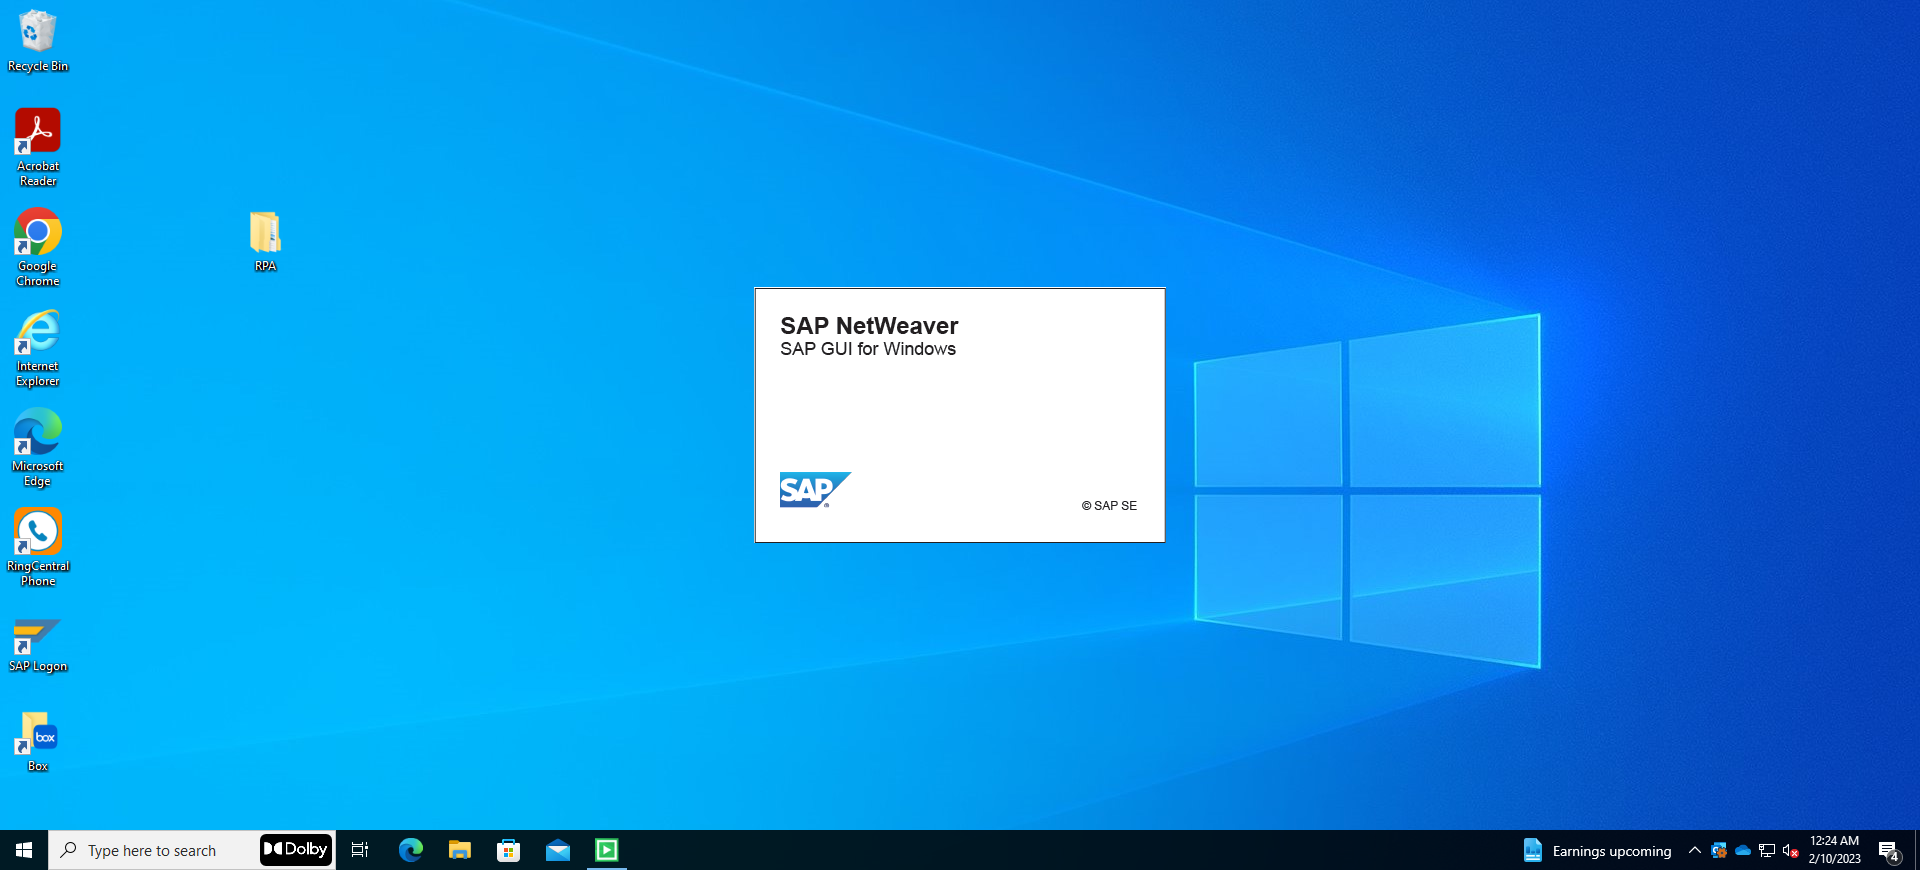 Recycle Bin
Acrobat
Reader
Google
Chrome
Internet
Explorer
Microsoft
Edge
RingCentral
Phone
SAP Logon
box
Box
RPA
SAP NetWeaver
SAP GUI for Windows
SAP
®
© SAP SE
Type here to search
Dolby
Earnings upcoming
12:24 AM
2/10/2023
4